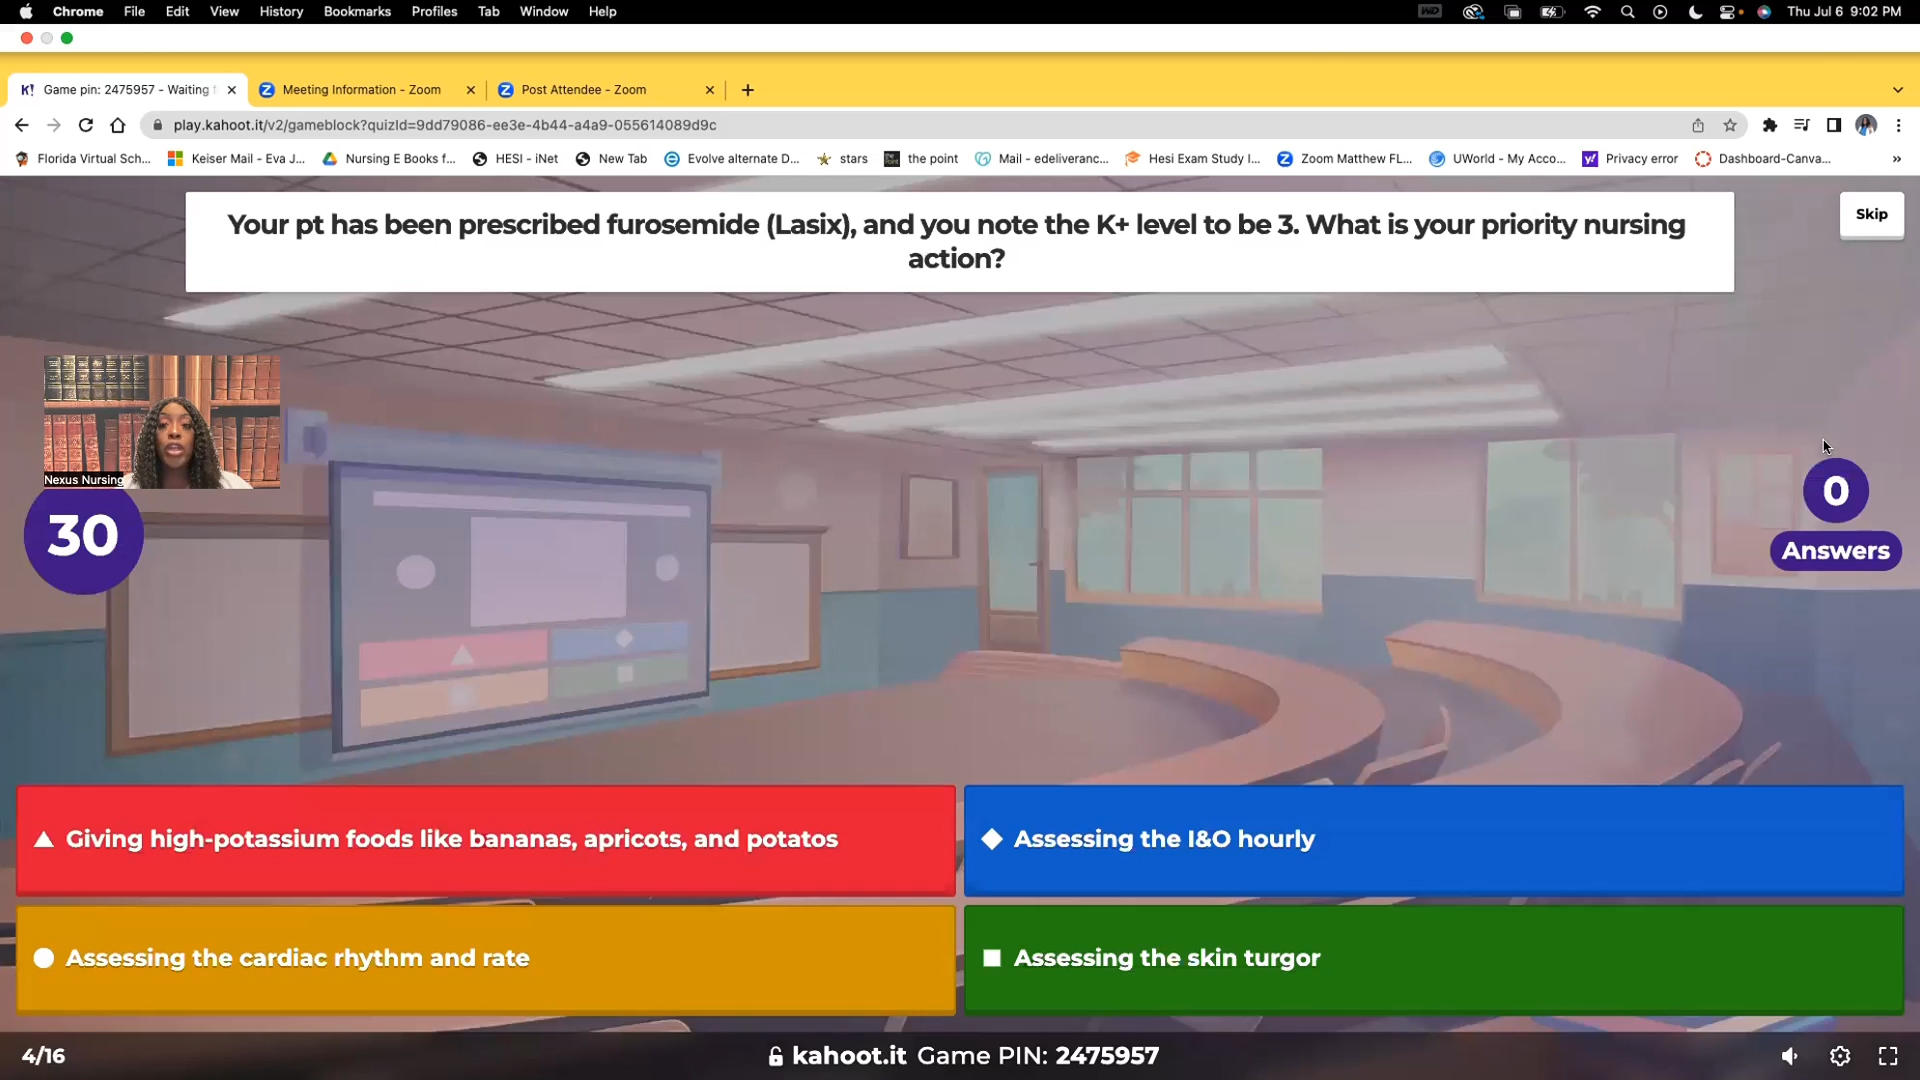 Chrome File Edit View History Bookmarks Profiles Tab Window Help Thu Jul 6 9:02 PM
K! Game pin: 2475957 - Waiting Meeting Information - Zoom Post Attendee - Zoom
play.kahoot.it/v2/gameblock?quizId=9dd79086-ee3e-4b44-a4a9-055614089d9c
Florida Virtual Sch... Keiser Mail - Eva J... Nursing E Books f... HESI - iNet New Tab Evolve alternate D... stars the point Mail - edeliveranc... Hesi Exam Study I... Zoom Matthew FL... UWorld - My Acco... Privacy error Dashboard-Canva...
Your pt has been prescribed furosemide (Lasix), and you note the K+ level to be 3. What is your priority nursing
action?
Skip
Nexus Nursing
30
0
Answers
Giving high-potassium foods like bananas, apricots, and potatos
Assessing the I&O hourly
Assessing the cardiac rhythm and rate
Assessing the skin turgor
4/16
kahoot.it Game PIN: 2475957